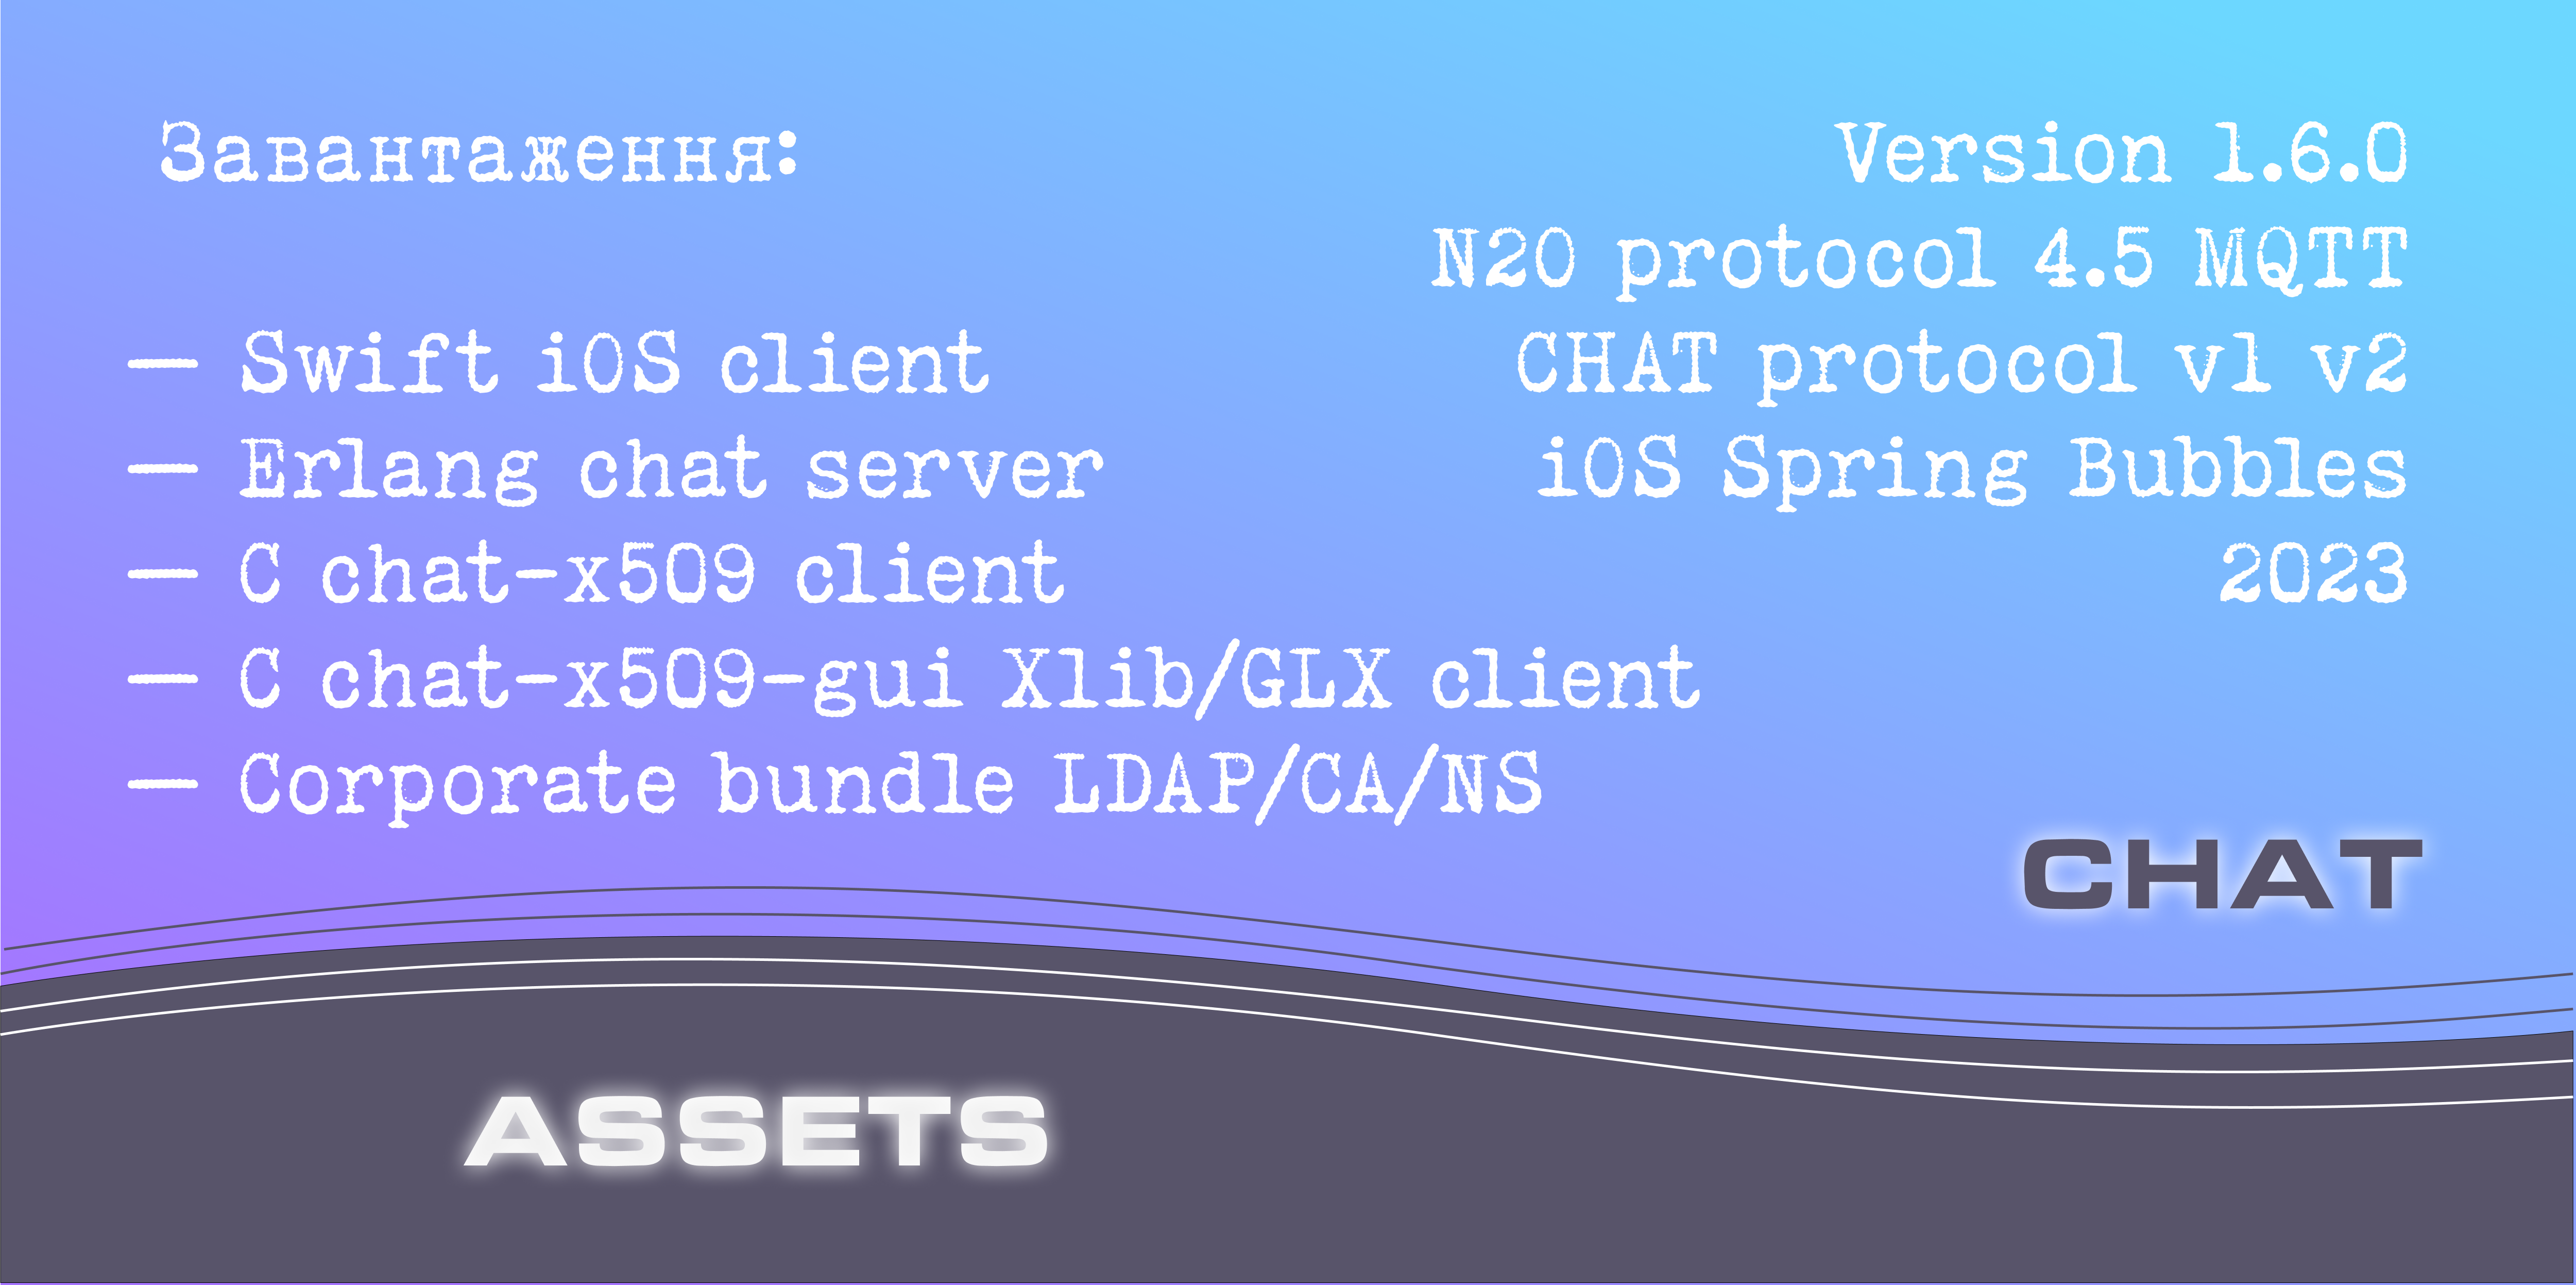 Завантаження:
— Swift iOS client
— Erlang chat server
— C chat-x509 client
— C chat-x509-gui Xlib/GLX client
— Corporate bundle LDAP/CA/NS
Version 1.6.0
N2O protocol 4.5 MQTT
CHAT protocol v1 v2
iOS Spring Bubbles
2023
CHAT
ASSETS